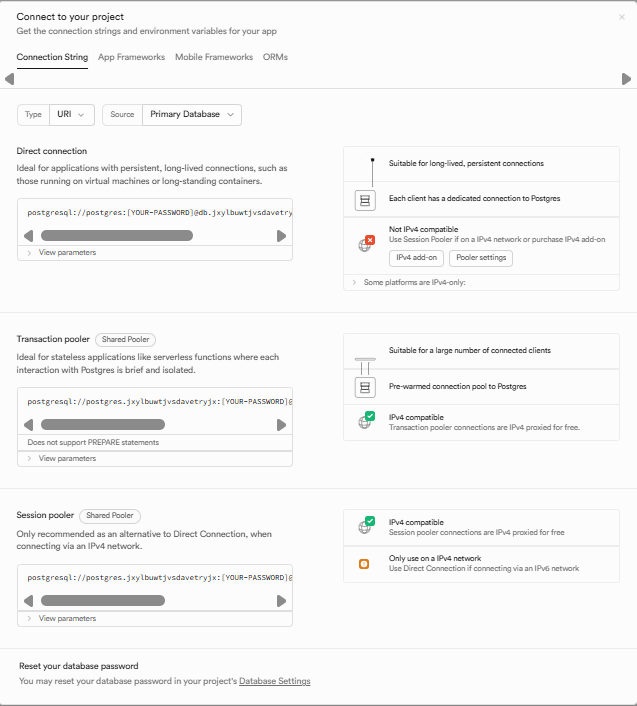 Connect to your project
Get the connection strings and environment variables for your app
Connection String App Frameworks Mobile Frameworks ORMs
Type URI Source Primary Database
Direct connection
Ideal for applications with persistent, long-lived connections, such as
those running on virtual machines or long-standing containers.
postgresql://postgres:[YOUR-PASSWORD]@db.jxylbuwtjvsdavetry
View parameters
Suitable for long-lived, persistent connections
Each client has a dedicated connection to Postgres
Not IPv4 compatible
Use Session Pooler if on a IPv4 network or purchase IPv4 add-on
IPv4 add-on Pooler settings
Some platforms are IPv4-only:
Transaction pooler Shared Pooler
Ideal for stateless applications like serverless functions where each
interaction with Postgres is brief and isolated.
postgresql://postgres.jxylbuwtjvsdavetryjx:[YOUR-PASSWORD]@
Does not support PREPARE statements
View parameters
Suitable for a large number of connected clients
Pre-warmed connection pool to Postgres
IPv4 compatible
Transaction pooler connections are IPv4 proxied for free.
Session pooler Shared Pooler
Only recommended as an alternative to Direct Connection, when
connecting via an IPv4 network.
postgresql://postgres.jxylbuwtjvsdavetryjx:[YOUR-PASSWORD]@
View parameters
IPv4 compatible
Session pooler connections are IPv4 proxied for free
Only use on a IPv4 network
Use Direct Connection if connecting via an IPv6 network
Reset your database password
You may reset your database password in your project's Database Settings